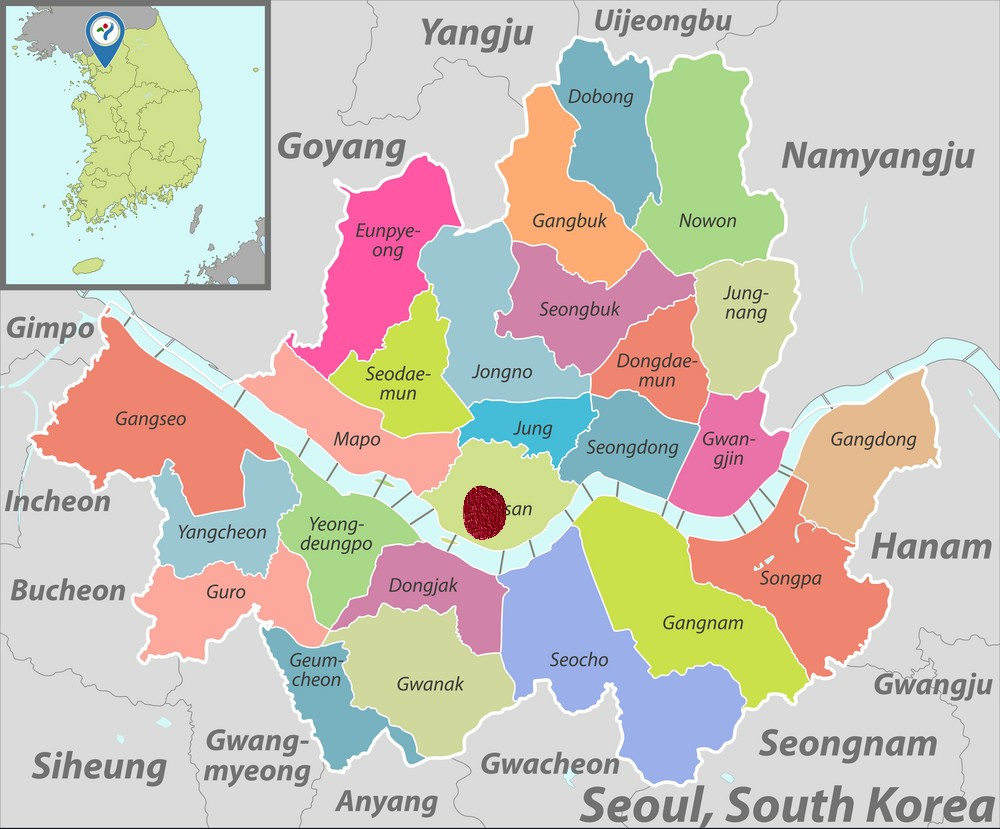 Yangju
Uijeongbu
Dobong
Goyang
Namyangju
Gangbuk
Nowon
Eunpye-
ong
Seongbuk
Jung-
nang
Gimpo
Dongdae-
mun
Seodae-
mun
Jongno
Gangseo
Mapo
Jung
Seongdong
Gwan-
gjin
Gangdong
Incheon
san
Yangcheon
Yeong-
deungpo
Hanam
Bucheon
Guro
Dongjak
Songpa
Gangnam
Geum-
cheon
Gwanak
Seocho
Gwangju
Siheung
Gwang-
myeong
Gwacheon
Seongnam
Anyang
Seoul, South Korea